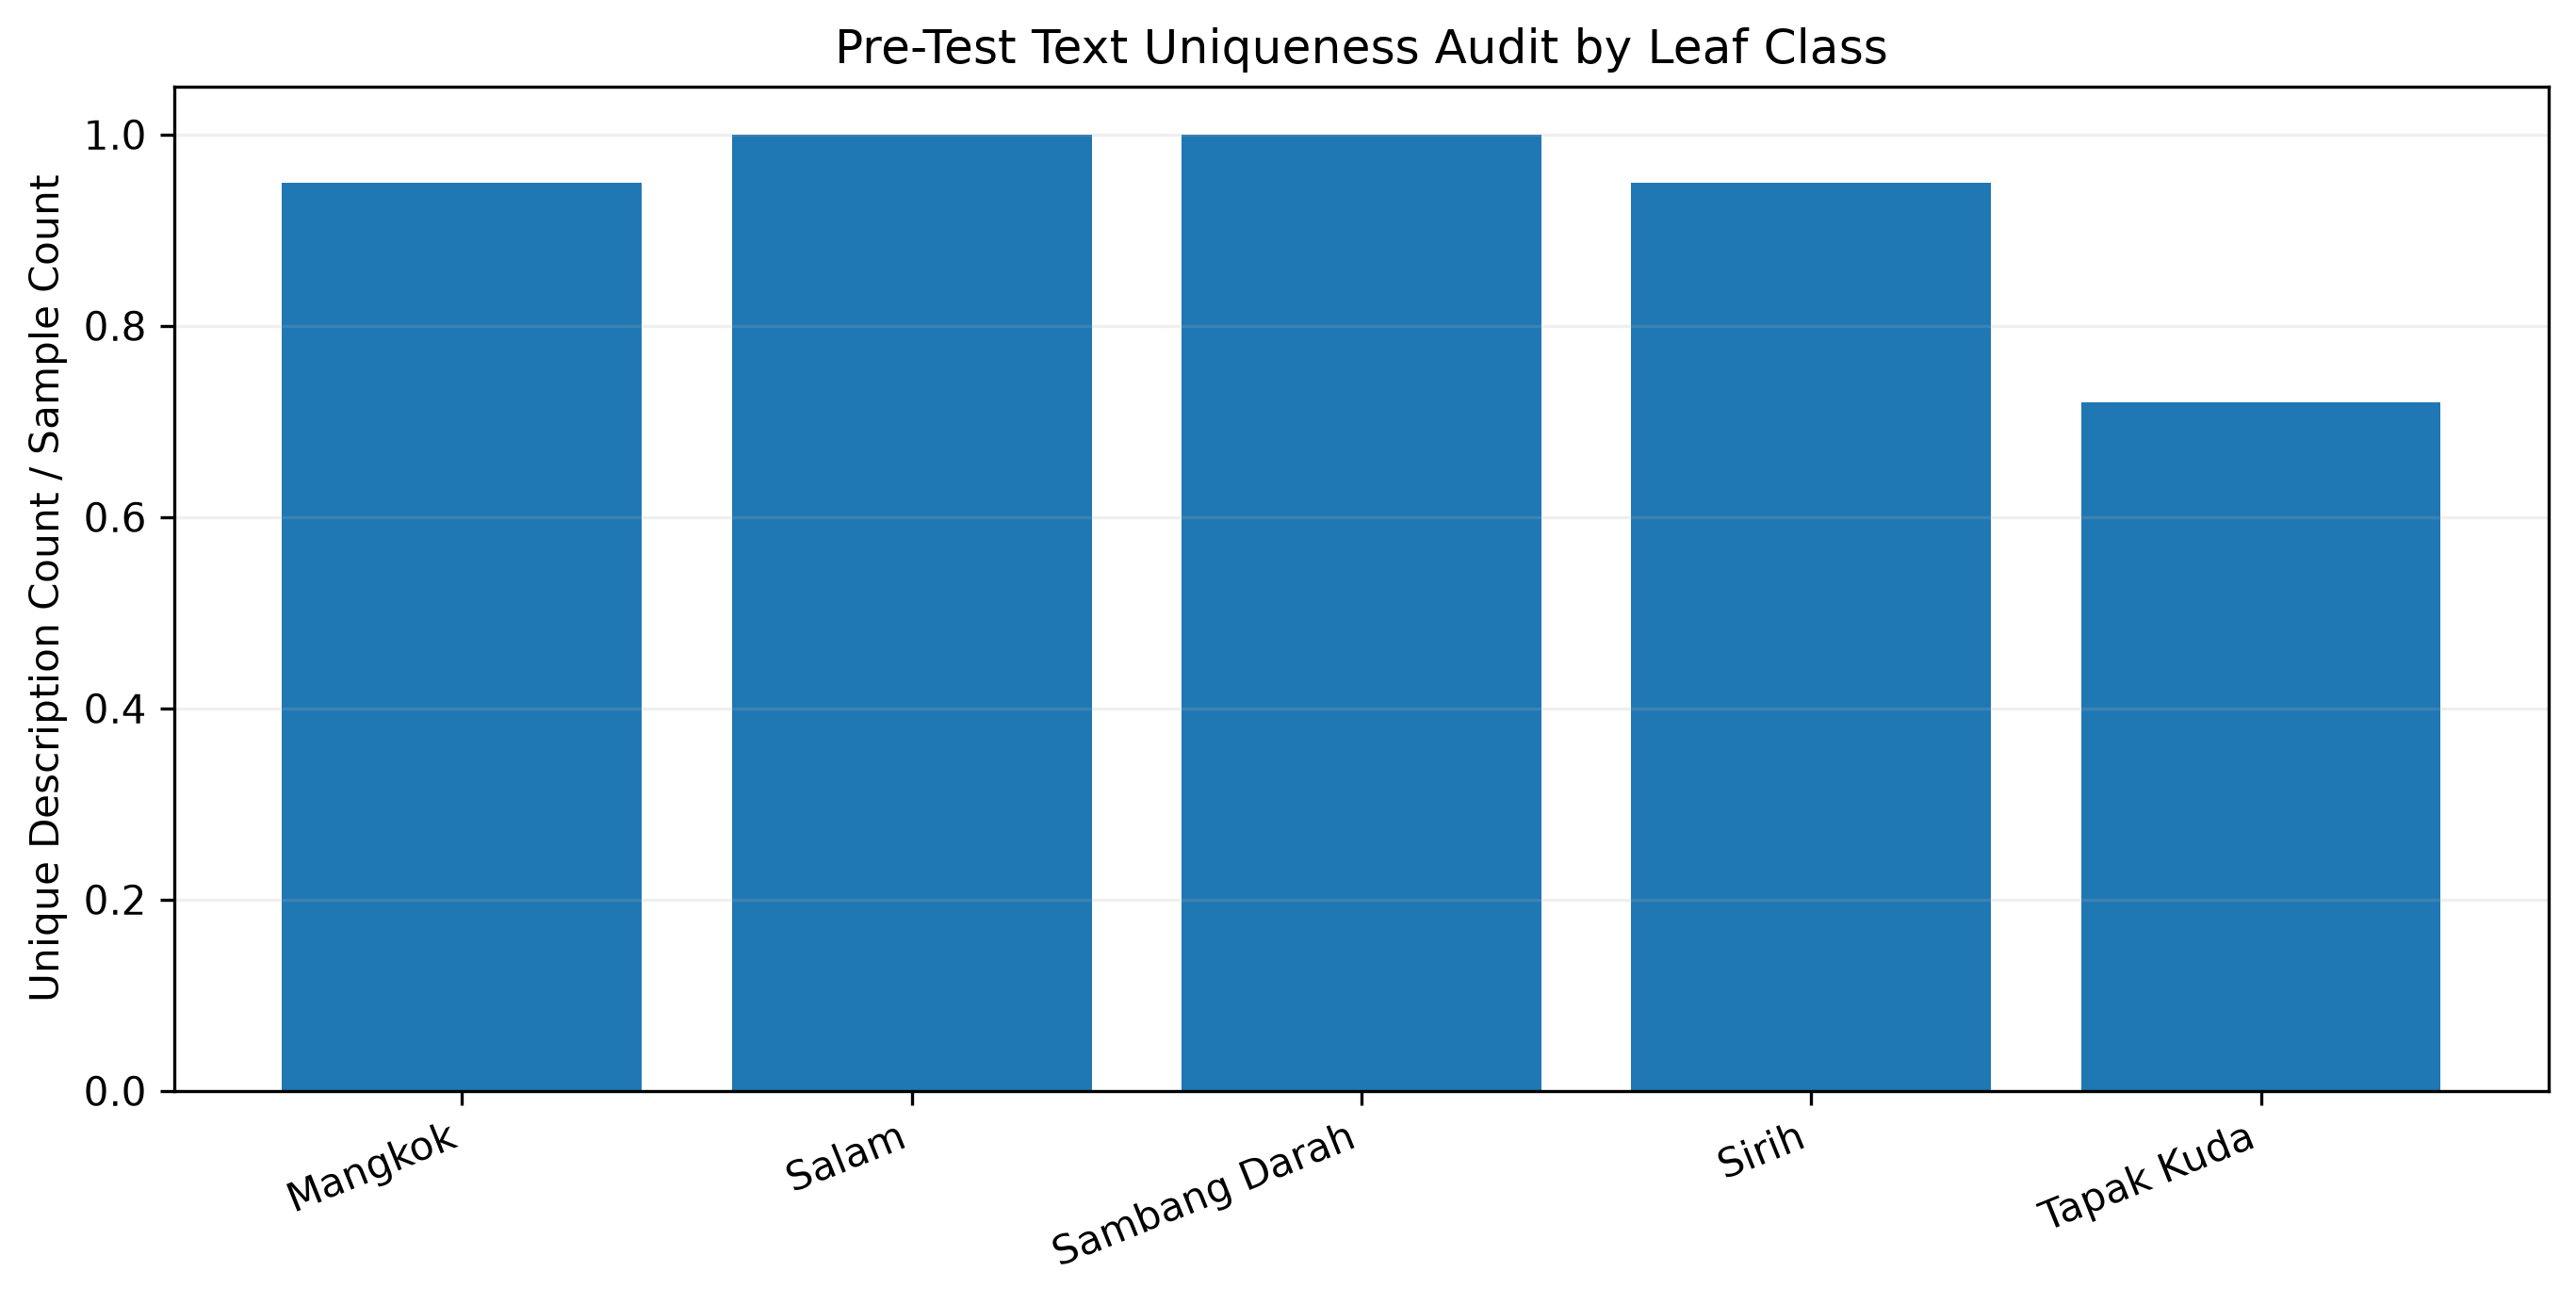 Pre-Test Text Uniqueness Audit by Leaf Class
Unique Description Count / Sample Count
1.0
0.8
0.6
0.4
0.2
0.0
Mangkok
Salam
Sambang Darah
Sirih
Tapak Kuda